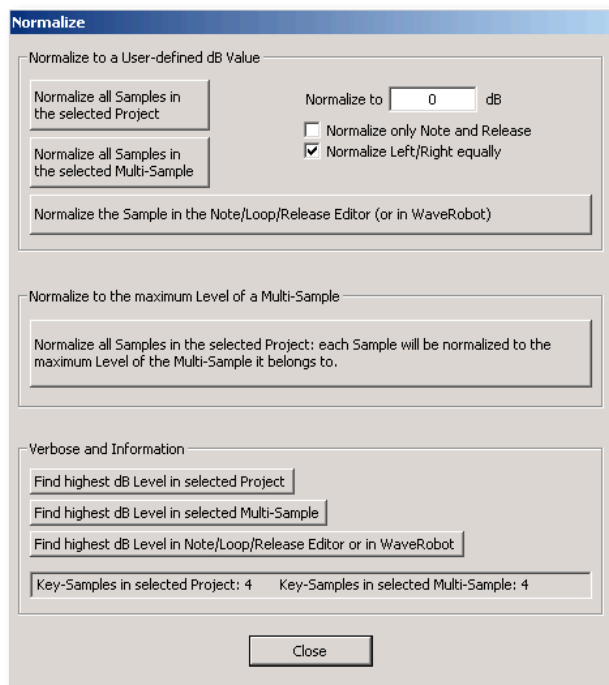 Normalize
Normalize to a User-defined dB Value
Normalize all Samples in
the selected Project
Normalize to 0 dB
Normalize only Note and Release
Normalize all Samples in
the selected Multi-Sample
Normalize Left/Right equally
Normalize the Sample in the Note/Loop/Release Editor (or in WaveRobot)
Normalize to the maximum Level of a Multi-Sample
Normalize all Samples in the selected Project: each Sample will be normalized to the
maximum Level of the Multi-Sample it belongs to.
Verbose and Information
Find highest dB Level in selected Project
Find highest dB Level in selected Multi-Sample
Find highest dB Level in Note/Loop/Release Editor or in WaveRobot
Key-Samples in selected Project: 4 Key-Samples in selected Multi-Sample: 4
Close